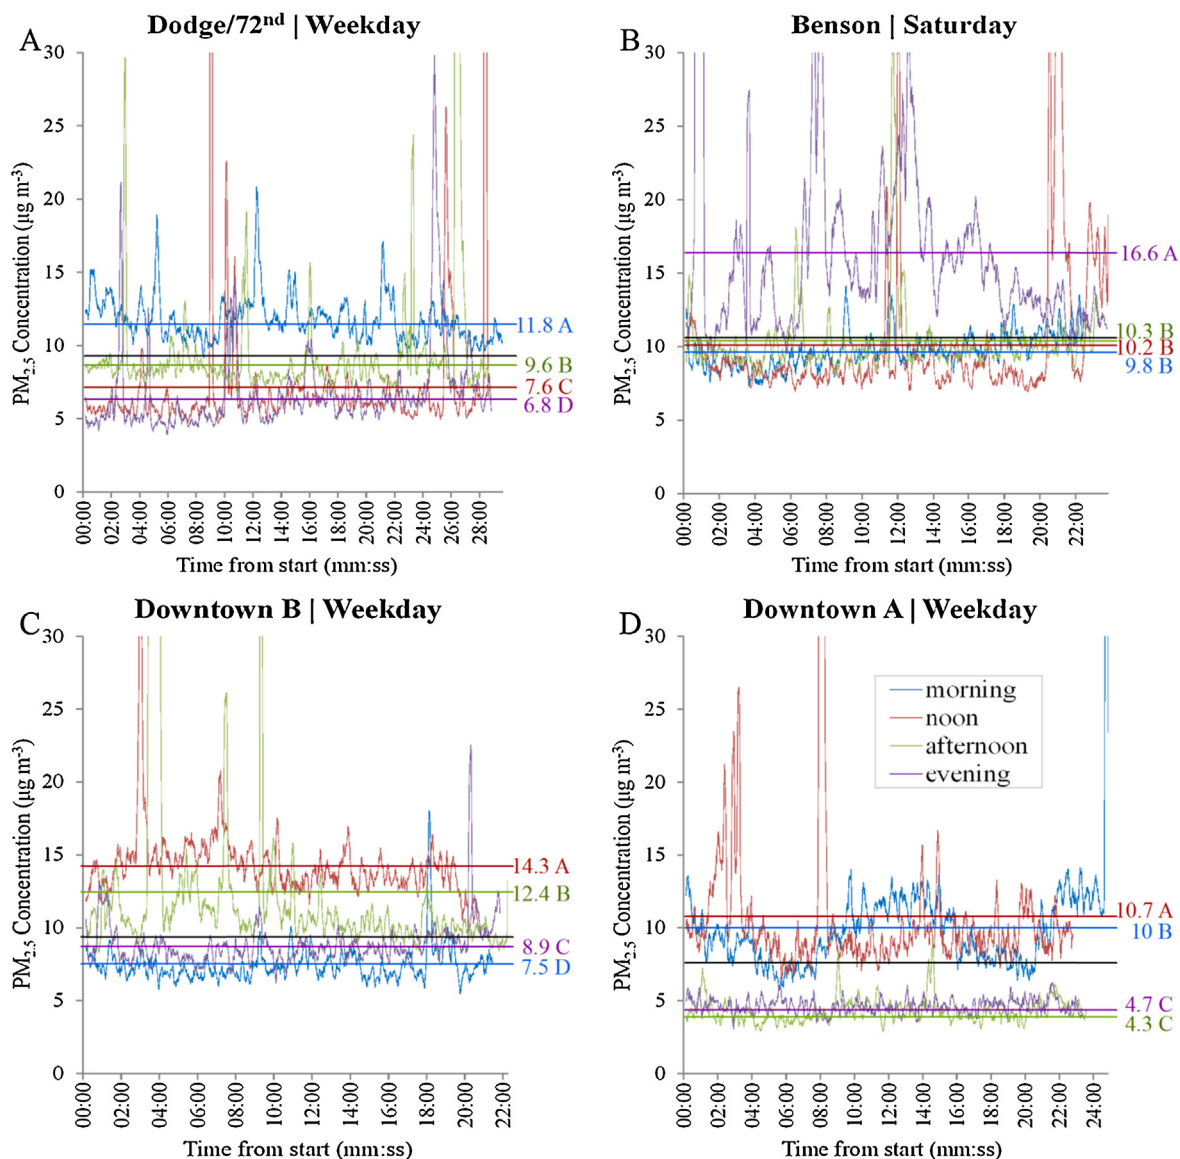 A
Dodge/72nd | Weekday
PM2.5 Concentration (µg m-3)
30
25
20
15
10
5
0
11.8 A
9.6 B
7.6 C
6.8 D
00:00
02:00
04:00
06:00
08:00
10:00
12:00
14:00
16:00
18:00
20:00
22:00
24:00
26:00
28:00
Time from start (mm:ss)
B
Benson | Saturday
PM2.5 Concentration (µg m-3)
30
25
20
15
10
5
0
16.6 A
10.3 B
10.2 B
9.8 B
00:00
02:00
04:00
06:00
08:00
10:00
12:00
14:00
16:00
18:00
20:00
22:00
Time from start (mm:ss)
C
Downtown B | Weekday
PM2.5 Concentration (µg m-3)
30
25
20
15
10
5
0
14.3 A
12.4 B
8.9 C
7.5 D
00:00
02:00
04:00
06:00
08:00
10:00
12:00
14:00
16:00
18:00
20:00
22:00
Time from start (mm:ss)
D
Downtown A | Weekday
PM2.5 Concentration (µg m-3)
30
25
20
15
10
5
0
morning
noon
afternoon
evening
10.7 A
10 B
4.7 C
4.3 C
00:00
02:00
04:00
06:00
08:00
10:00
12:00
14:00
16:00
18:00
20:00
22:00
24:00
Time from start (mm:ss)